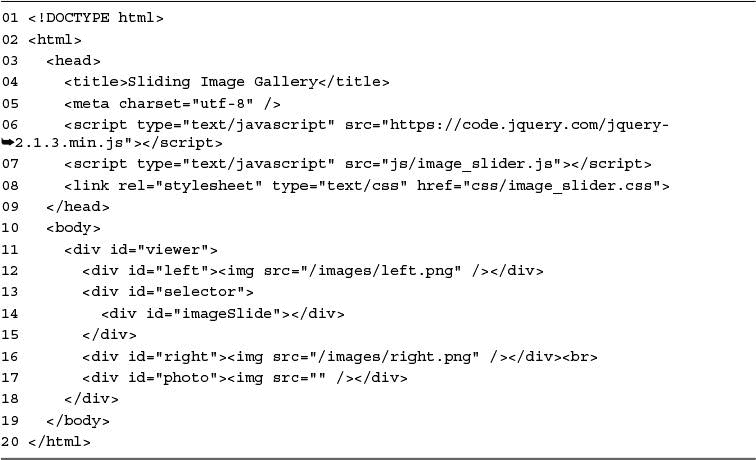 01 <!DOCTYPE html>
02 <html>
03   <head>
04     <title>Sliding Image Gallery</title>
05     <meta charset="utf-8" />
06     <script type="text/javascript" src="https://code.jquery.com/jquery-
➥2.1.3.min.js"></script>
07     <script type="text/javascript" src="js/image_slider.js"></script>
08     <link rel="stylesheet" type="text/css" href="css/image_slider.css">
09   </head>
10   <body>
11     <div id="viewer">
12       <div id="left"><img src="/images/left.png" /></div>
13       <div id="selector">
14         <div id="imageSlide"></div>
15       </div>
16       <div id="right"><img src="/images/right.png" /></div><br>
17       <div id="photo"><img src="" /></div>
18     </div>
19   </body>
20 </html>